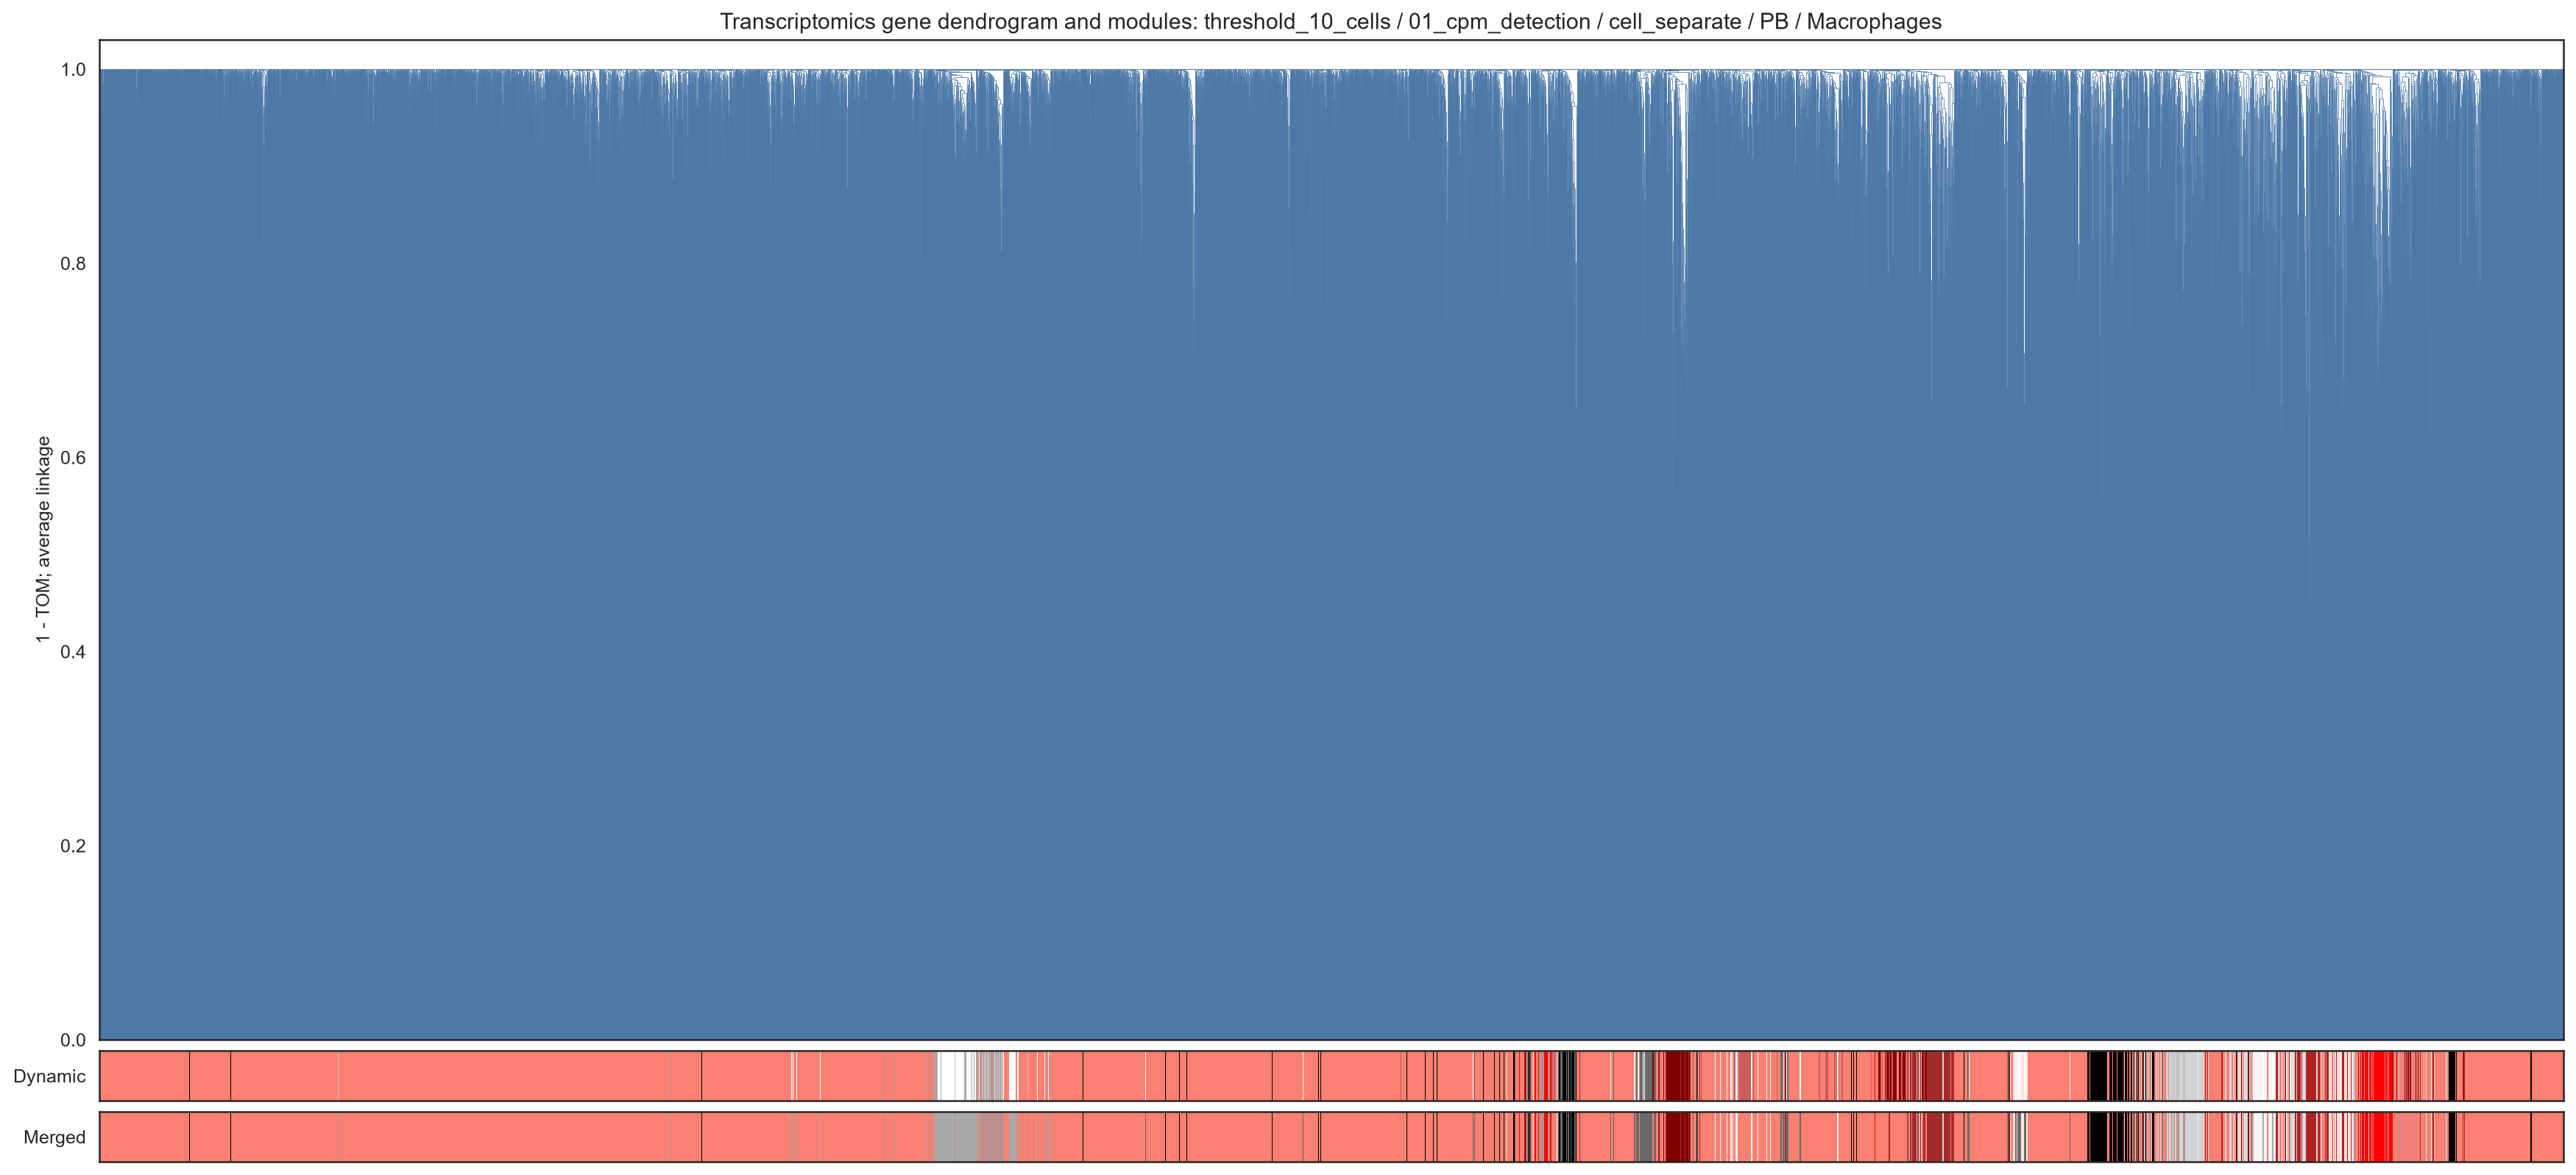 Transcriptomics gene dendrogram and modules: threshold_10_cells / 01_cpm_detection / cell_separate / PB / Macrophages
1 - TOM; average linkage
1.0
0.8
0.6
0.4
0.2
0.0
Dynamic
Merged